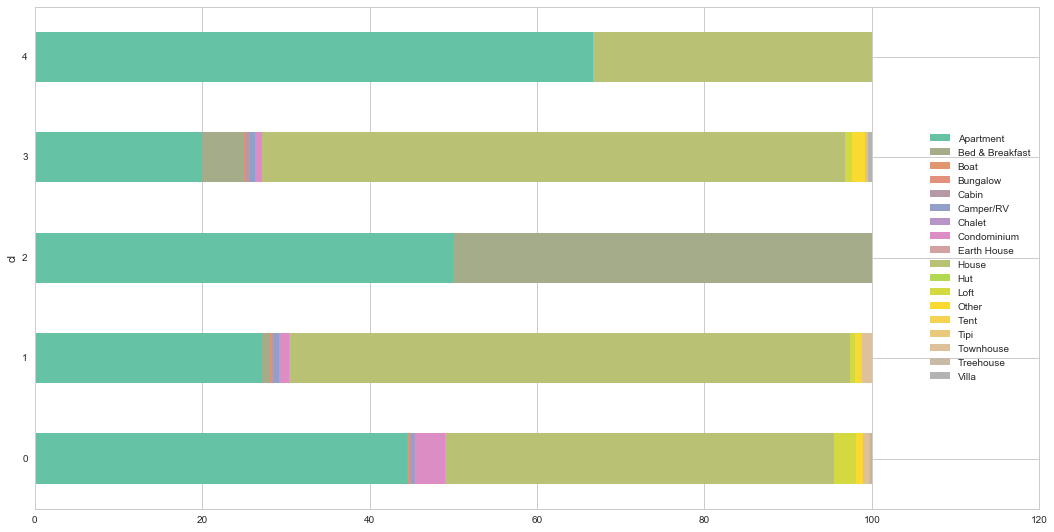 4
3
2
1
0
d
0
20
40
60
80
100
120
Apartment
Bed & Breakfast
Boat
Bungalow
Cabin
Camper/RV
Chalet
Condominium
Earth House
House
Hut
Loft
Other
Tent
Tipi
Townhouse
Treehouse
Villa